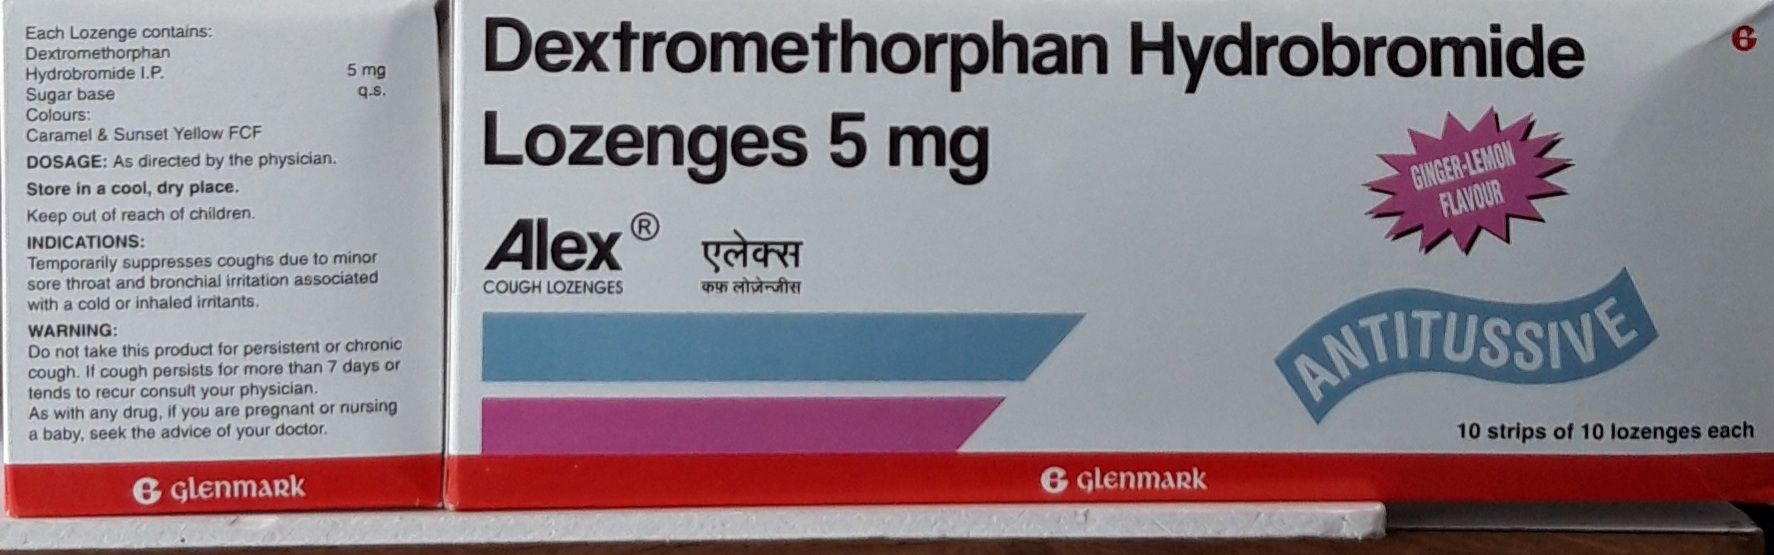 Each Lozenge contains:
Dextromethorphan
Hydrobromide I.P. 5 mg
Sugar base q.s.
Colours:
Caramel & Sunset Yellow FCF
DOSAGE: As directed by the physician.
Store in a cool, dry place.
Keep out of reach of children.
INDICATIONS:
Temporarily suppresses coughs due to minor
sore throat and bronchial irritation associated
with a cold or inhaled irritants.
WARNING:
Do not take this product for persistent or chronic
cough. If cough persists for more than 7 days or
tends to recur consult your physician.
As with any drug, if you are pregnant or nursing
a baby, seek the advice of your doctor.
G GLENMARK
Dextromethorphan Hydrobromide
Lozenges 5 mg
G
GINGER-LEMON
FLAVOUR
Alex® एलेक्स
COUGH LOZENGES कफ़ लोज़ेन्जीस
ANTITUSSIVE
10 strips of 10 lozenges each
G GLENMARK